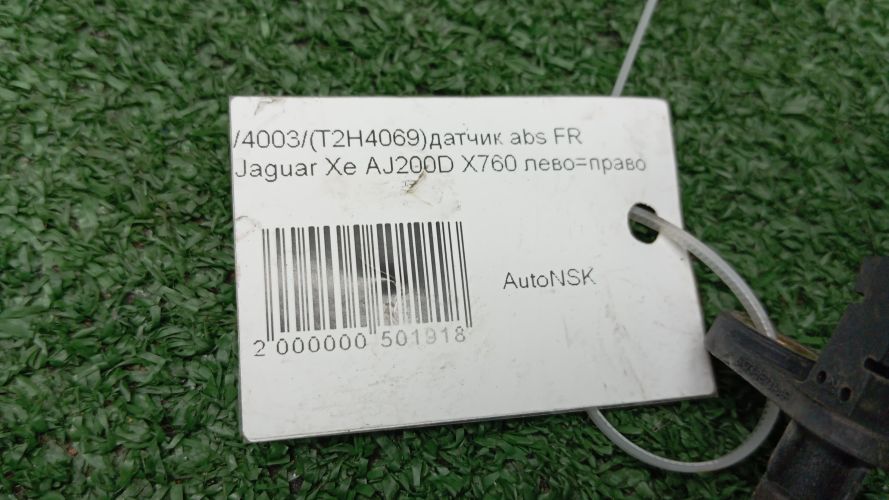 /4003/(T2H4069)датчик abs FR
Jaguar Xe AJ200D X760 лево=право
AutoNSK
2 000000 501918